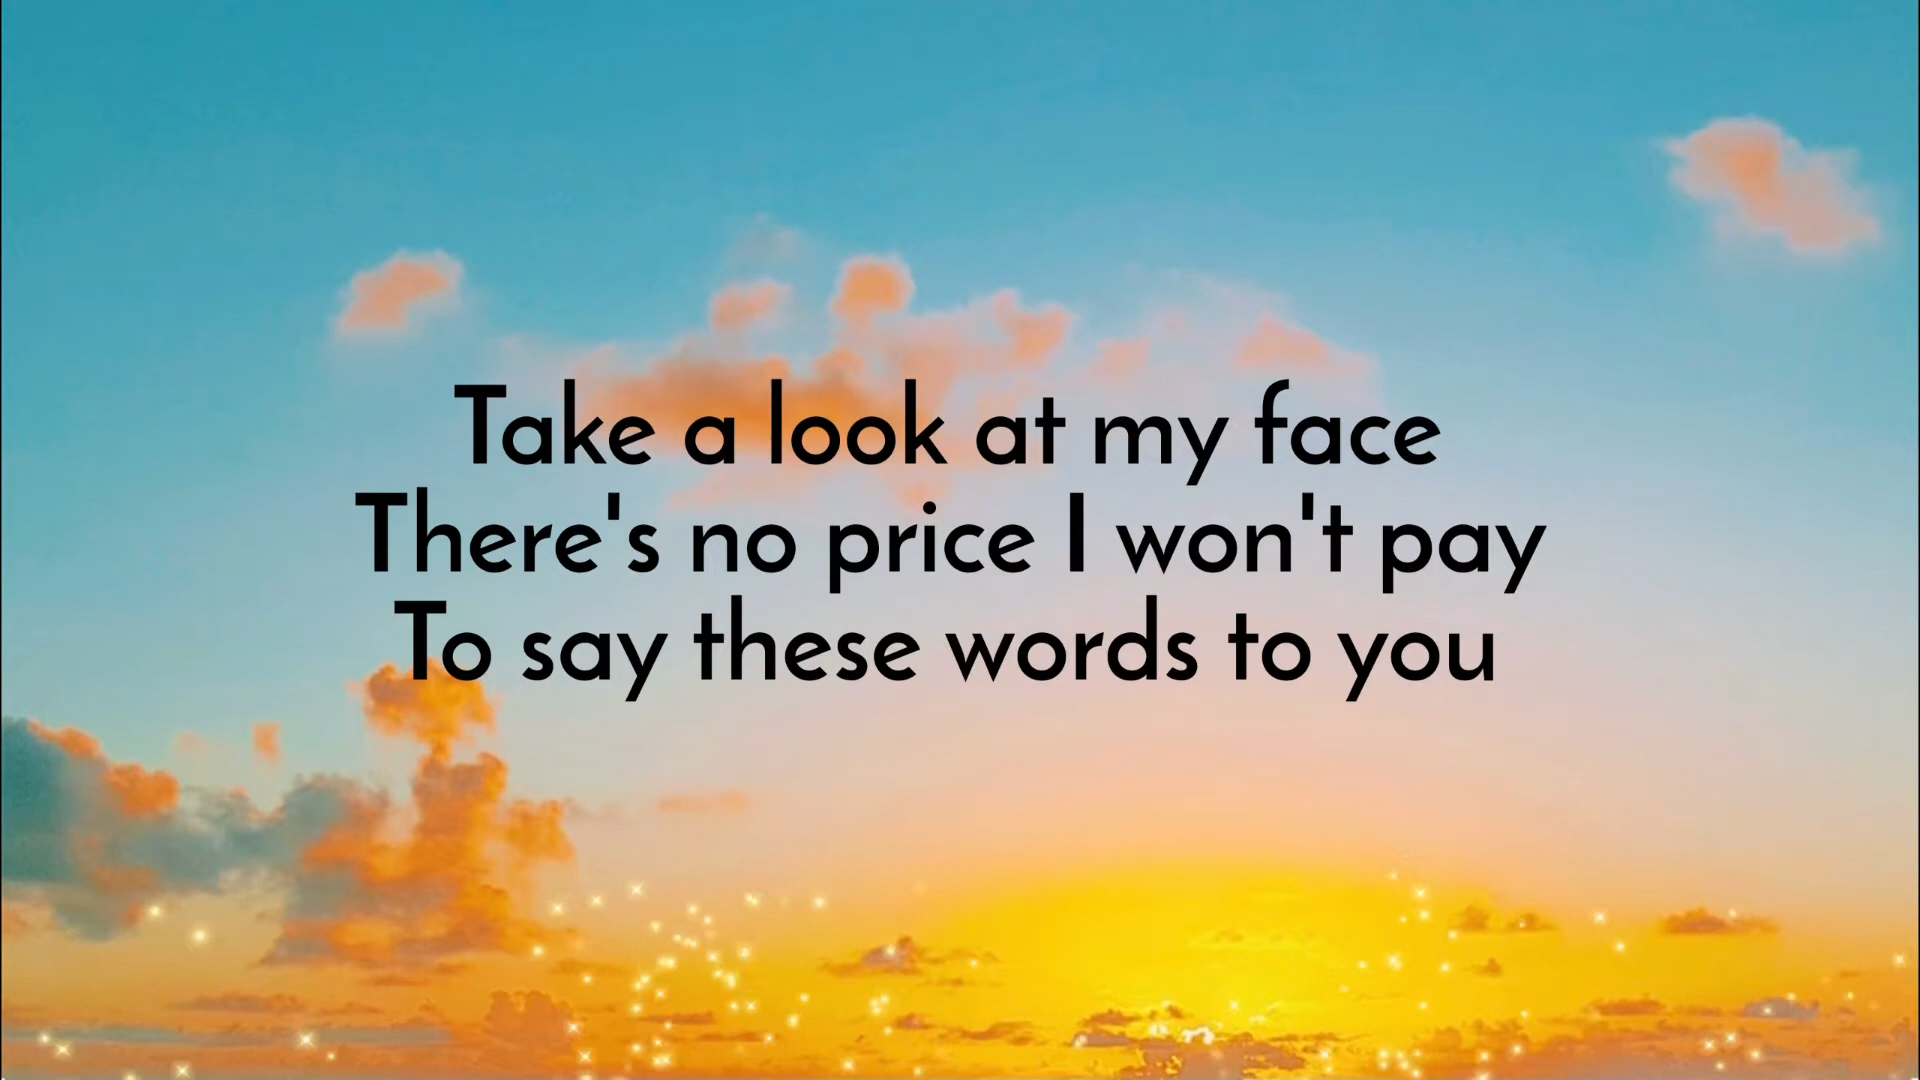 Take a look at my face
There's no price I won't pay
To say these words to you